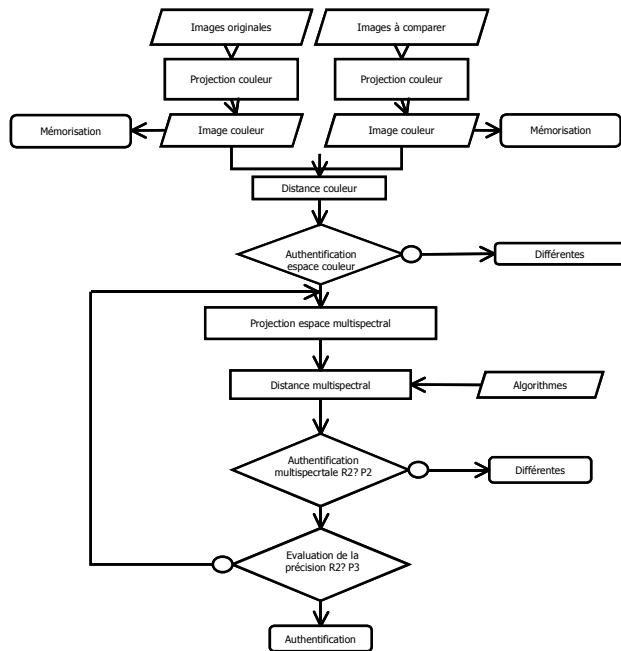 Images originales
Images à comparer
Projection couleur
Projection couleur
Mémorisation
Image couleur
Image couleur
Mémorisation
Distance couleur
Authentification
espace couleur
Différentes
Projection espace multispectral
Distance multispectral
Algorithmes
Authentification
multispecrtale R2? P2
Différentes
Evaluation de la
précision R2? P3
Authentification